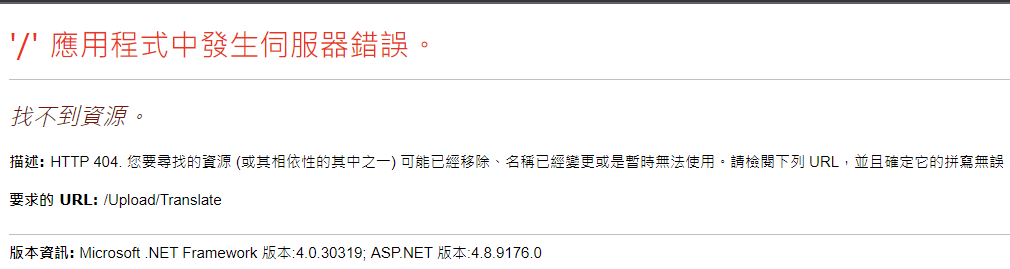 '/' 應用程式中發生伺服器錯誤。
找不到資源。
描述: HTTP 404. 您要尋找的資源 (或其相依性的其中之一) 可能已經移除、名稱已經變更或是暫時無法使用。請檢閱下列 URL，並且確定它的拼寫無誤
要求的 URL: /Upload/Translate
版本資訊: Microsoft .NET Framework 版本:4.0.30319; ASP.NET 版本:4.8.9176.0